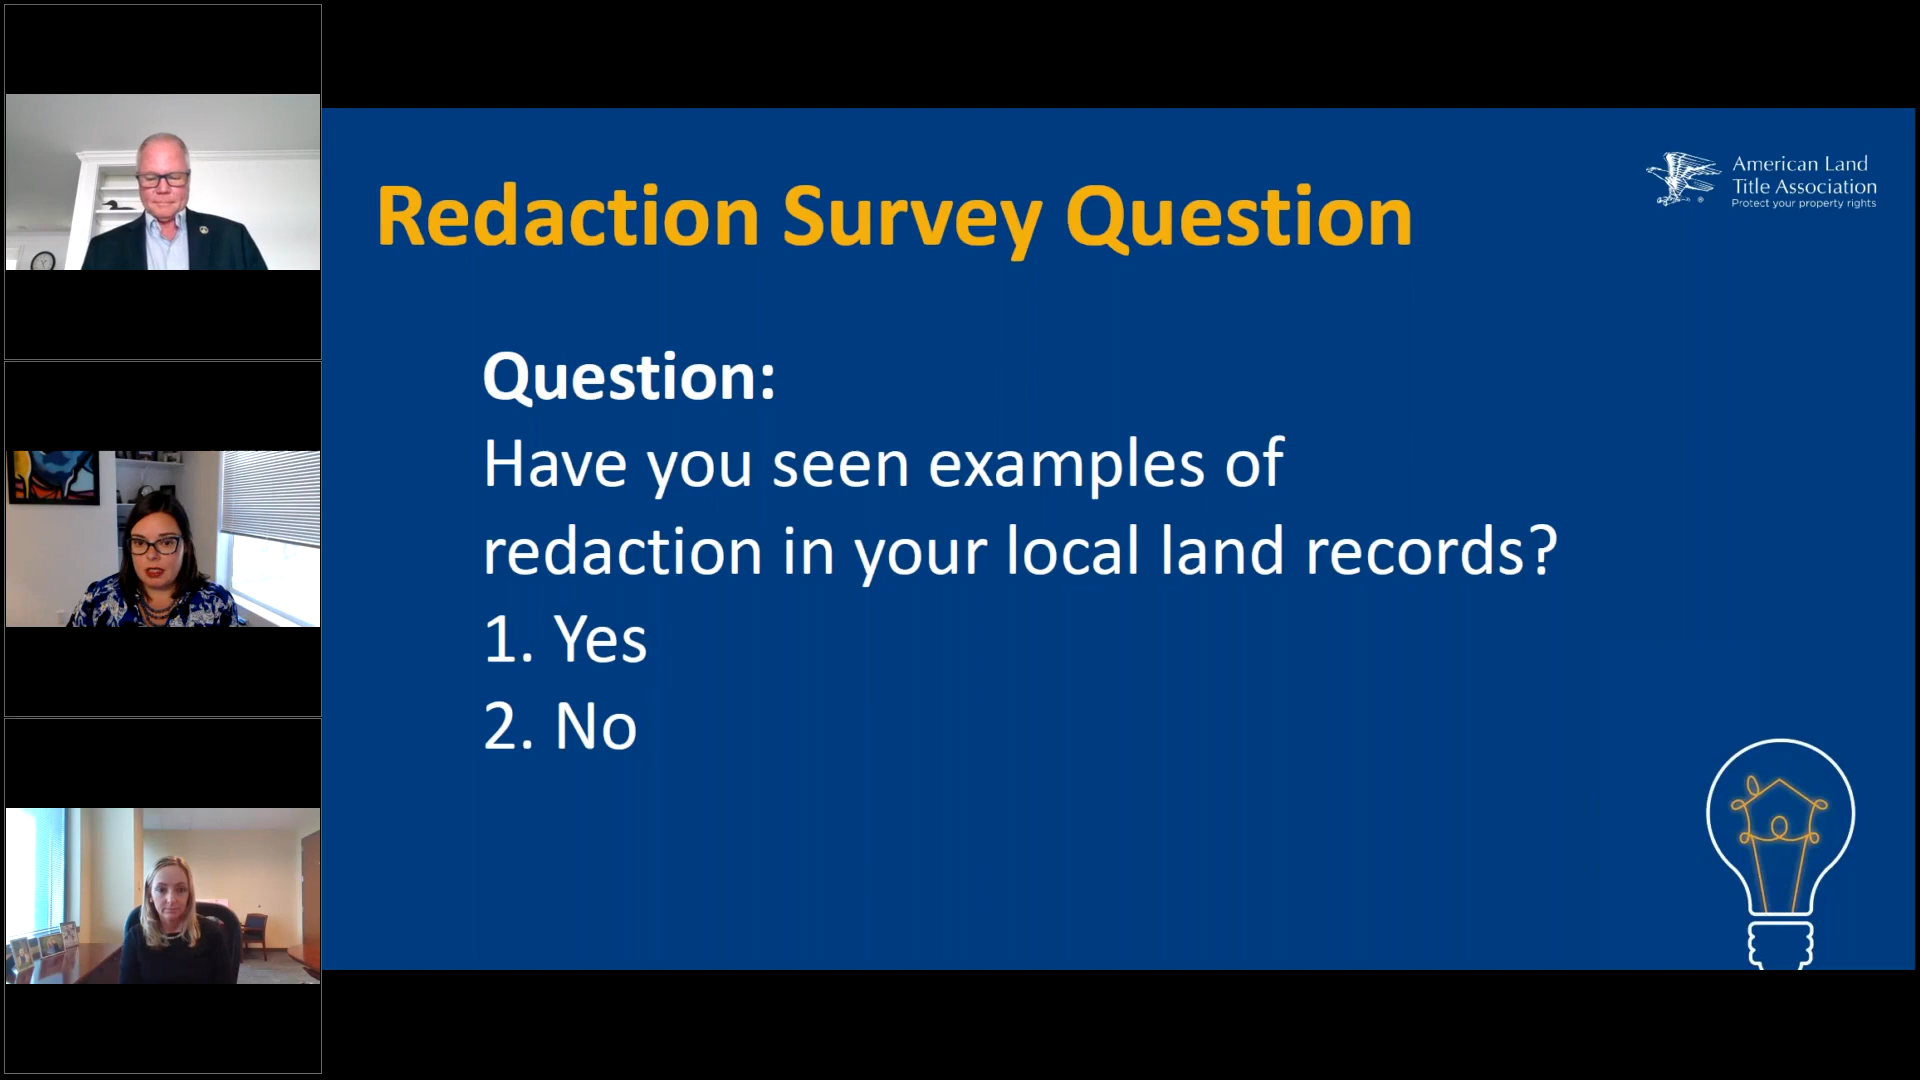 Redaction Survey Question
American Land
Title Association
Protect your property rights
Question:
Have you seen examples of
redaction in your local land records?
1. Yes
2. No